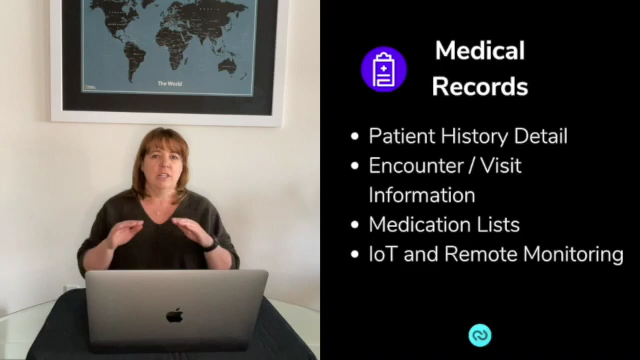 The World
Medical
Records
• Patient History Detail
• Encounter / Visit
Information
• Medication Lists
• IoT and Remote Monitoring